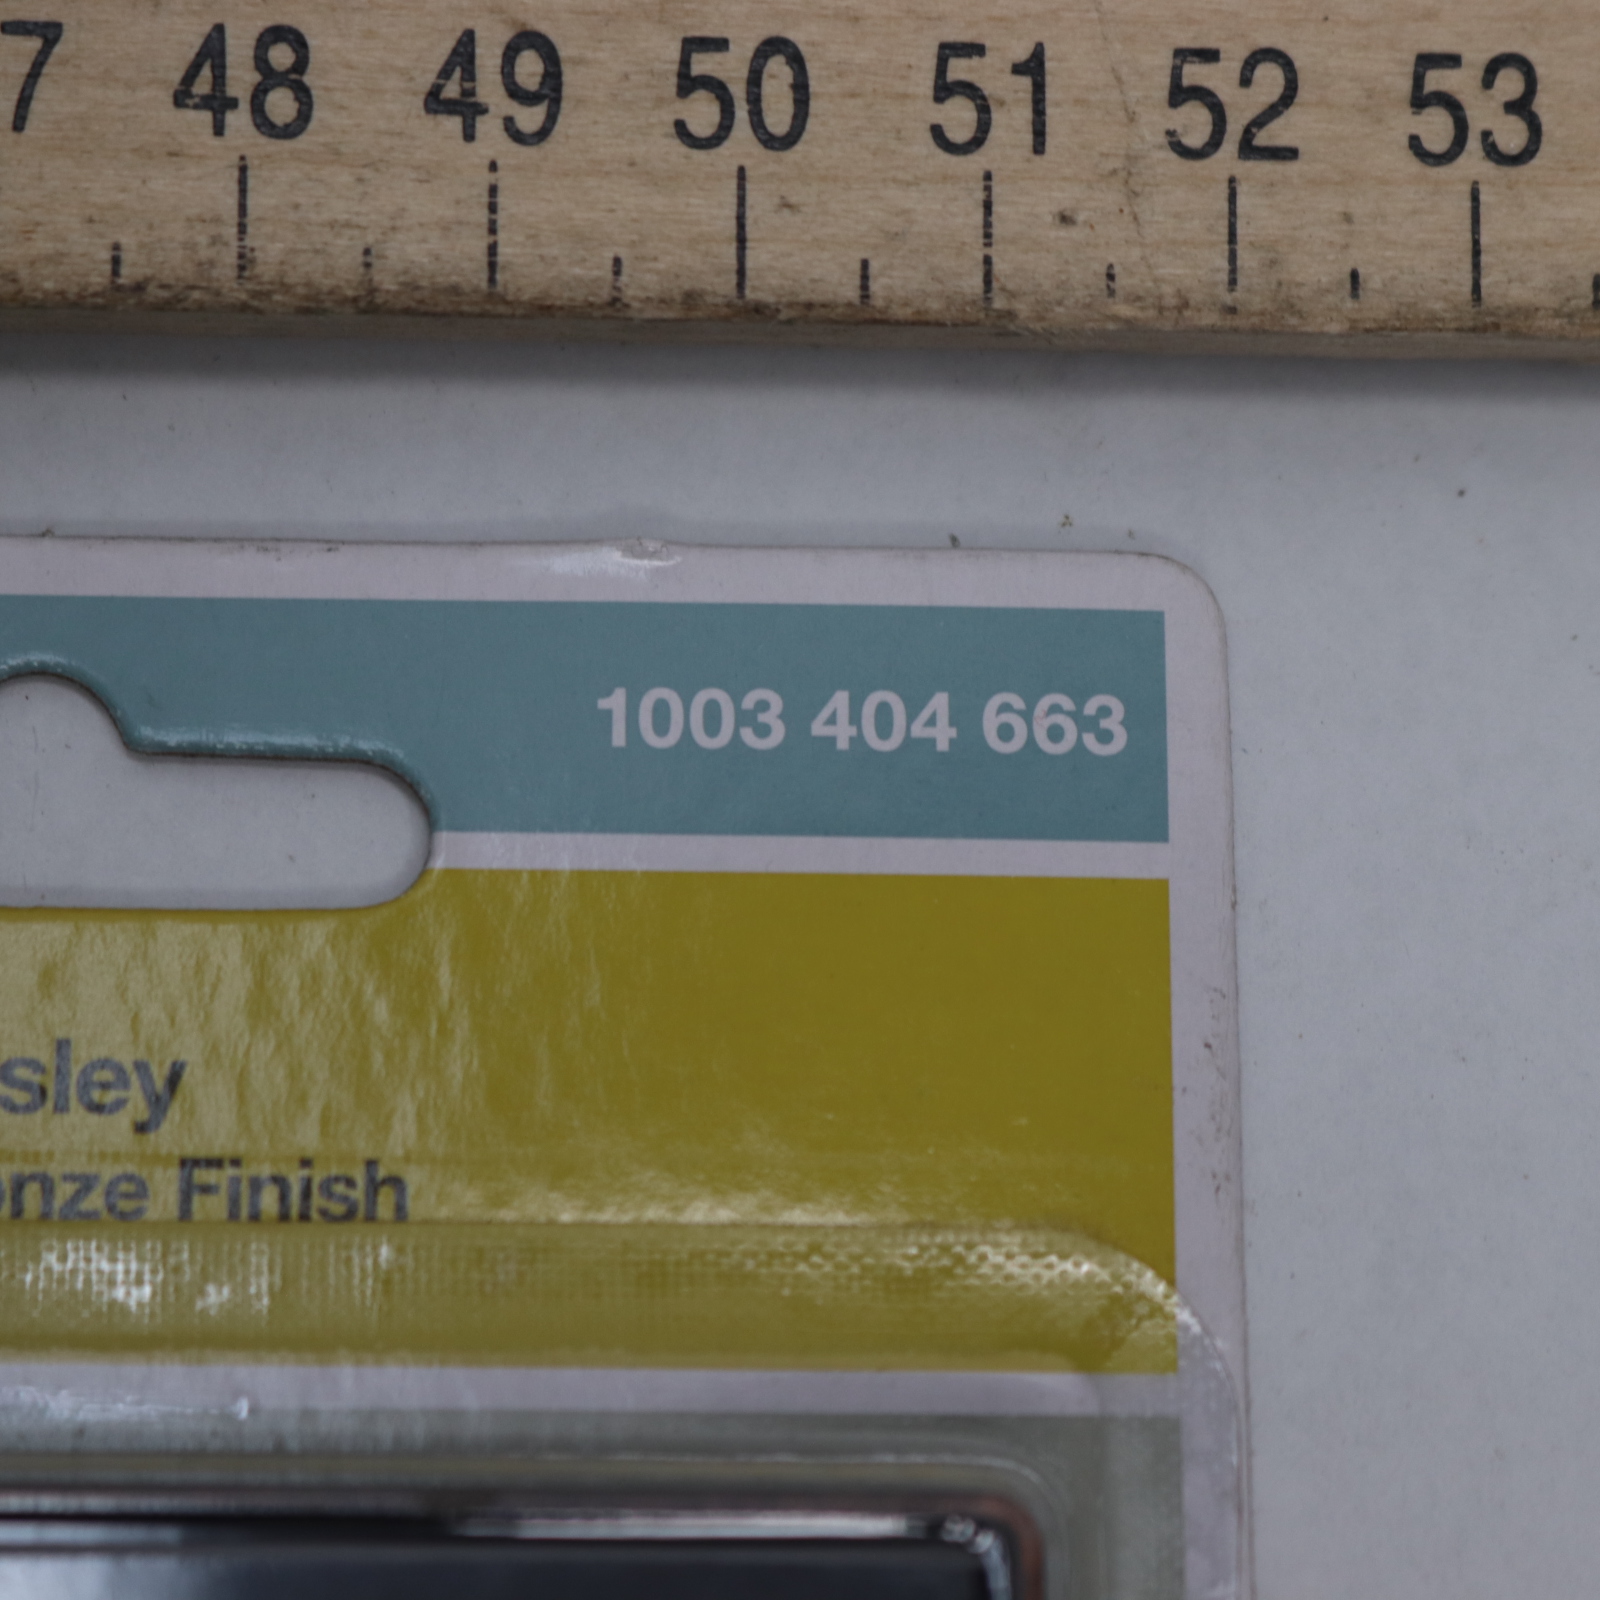 7 48 49 50 51 52 53
1003 404 663
sley
onze Finish